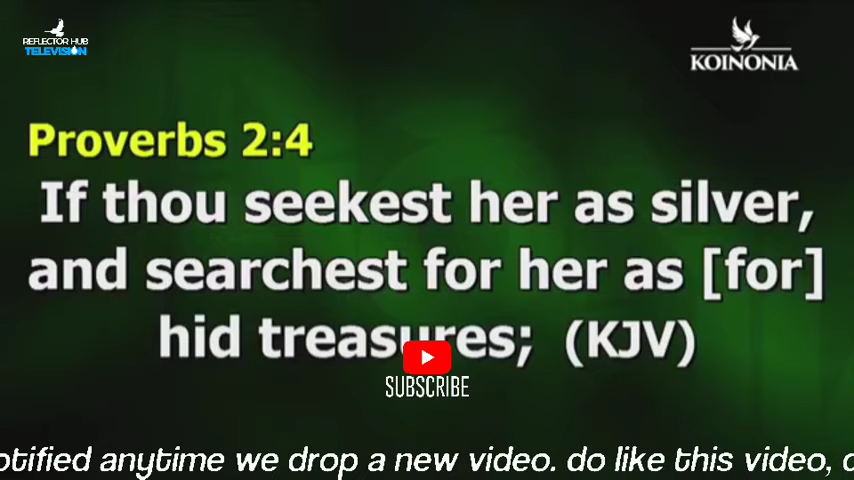 REFLECTOR HUB
TELEVISION
KOINONIA
Proverbs 2:4
If thou seekest her as silver,
and searchest for her as [for]
hid treasures; (KJV)
SUBSCRIBE
otified anytime we drop a new video. do like this video,